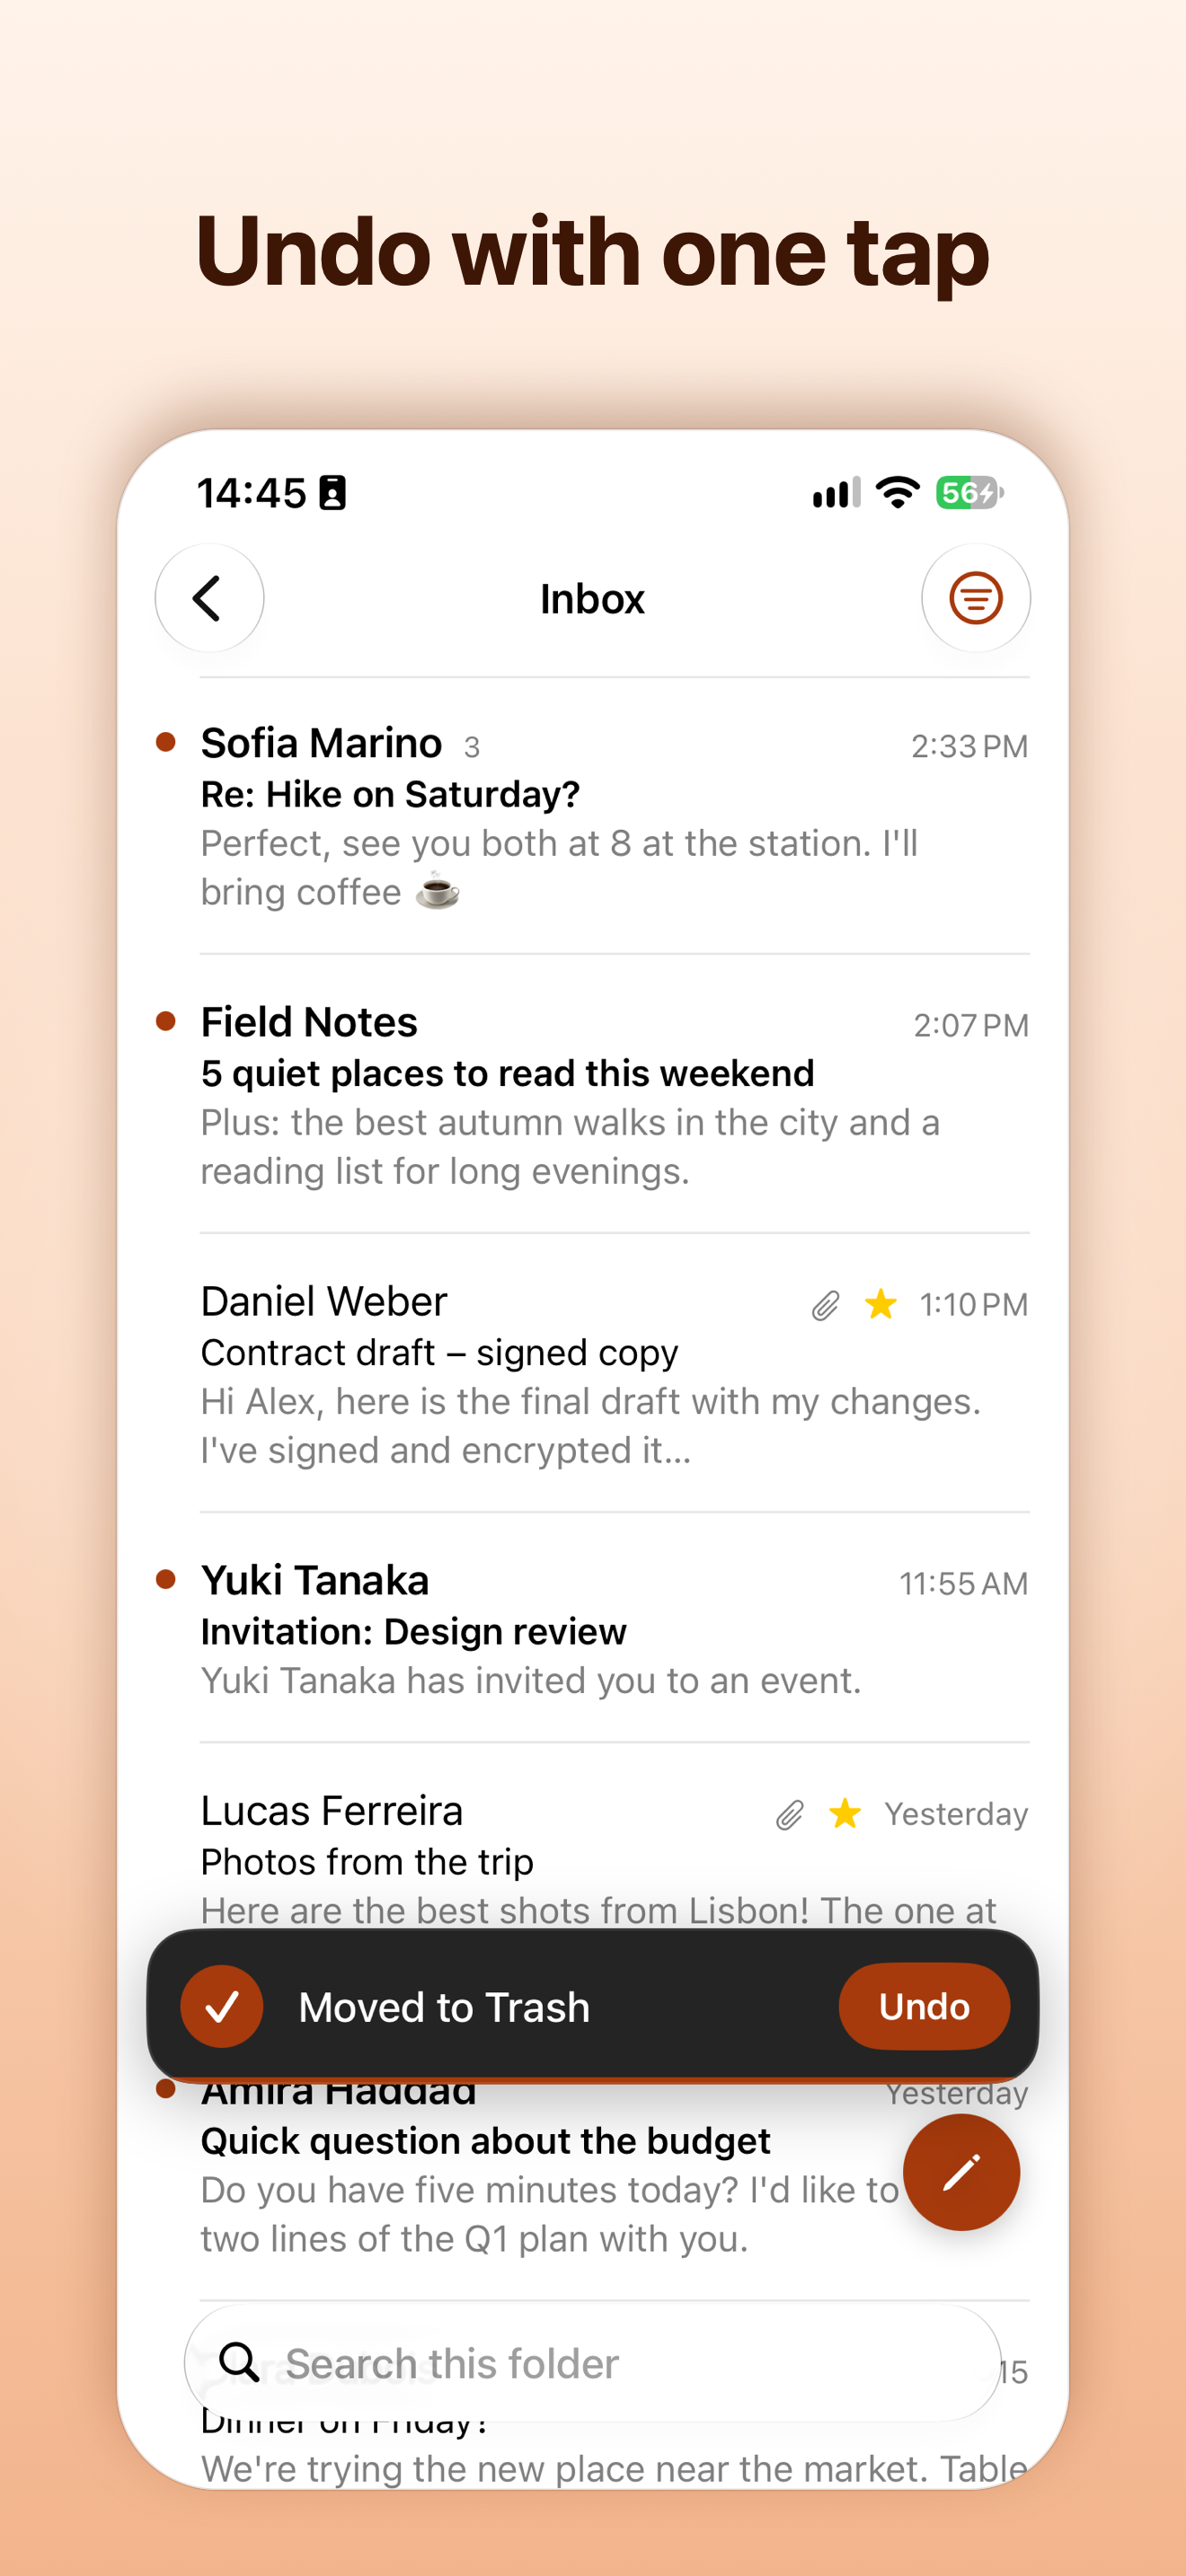 Undo with one tap
14:45
56
Inbox
Sofia Marino 3 2:33 PM
Re: Hike on Saturday?
Perfect, see you both at 8 at the station. I'll
bring coffee ☕
Field Notes 2:07 PM
5 quiet places to read this weekend
Plus: the best autumn walks in the city and a
reading list for long evenings.
Daniel Weber 1:10 PM
Contract draft – signed copy
Hi Alex, here is the final draft with my changes.
I've signed and encrypted it...
Yuki Tanaka 11:55 AM
Invitation: Design review
Yuki Tanaka has invited you to an event.
Lucas Ferreira Yesterday
Photos from the trip
Here are the best shots from Lisbon! The one at
Moved to Trash Undo
Amira Haddad Yesterday
Quick question about the budget
Do you have five minutes today? I'd like to
two lines of the Q1 plan with you.
Search this folder 15
Dinner on Friday?
We're trying the new place near the market. Table